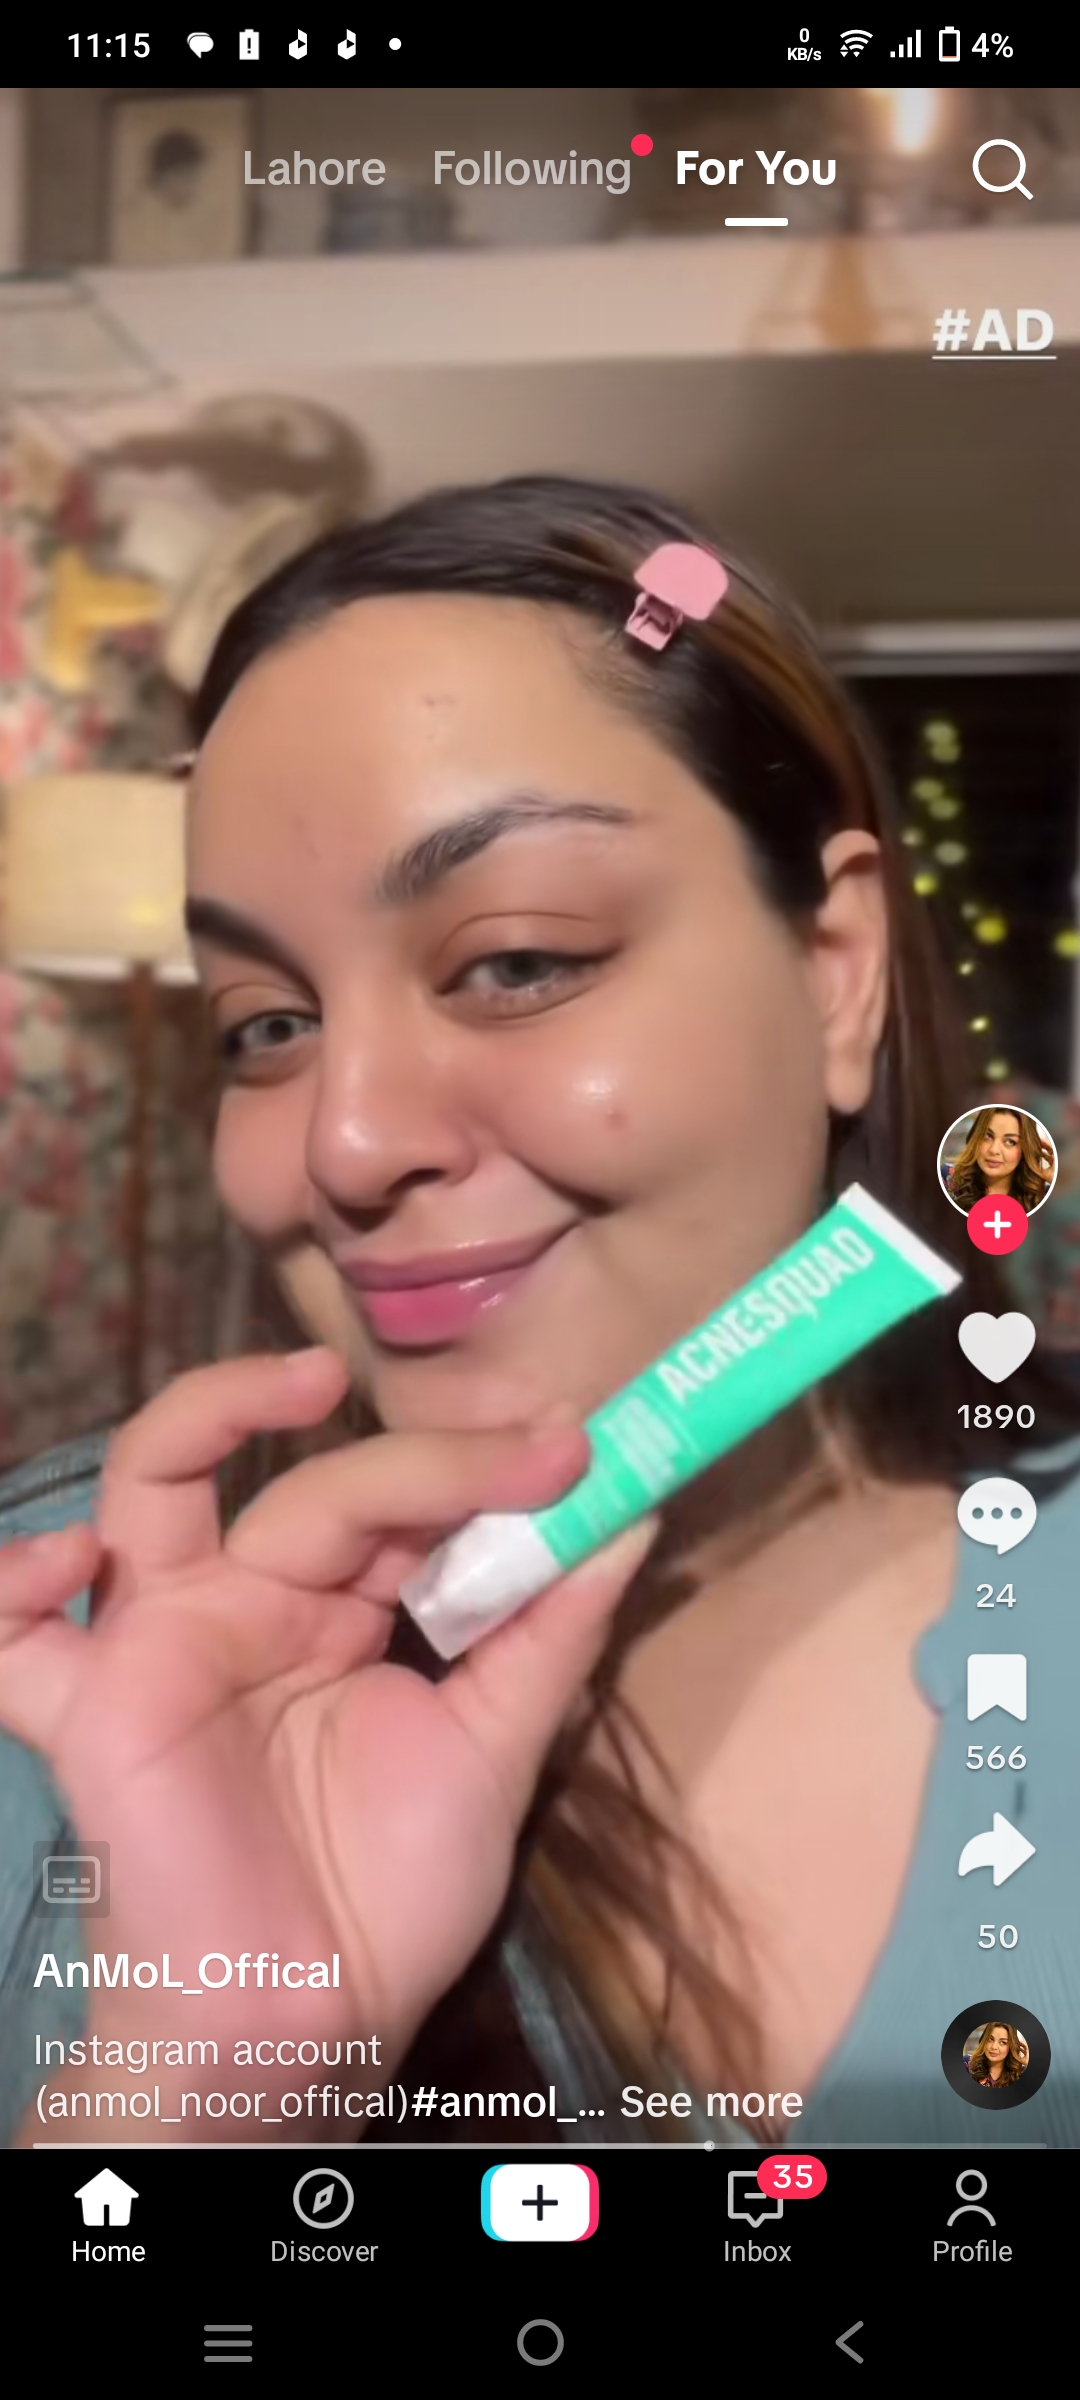 11:15
0
KB/s
4%
Lahore Following For You
#AD
ACNESQUAD
1890
24
566
50
AnMoL_Offical
Instagram account
(anmol_noor_offical)#anmol_... See more
Home
Discover
35
Inbox
Profile